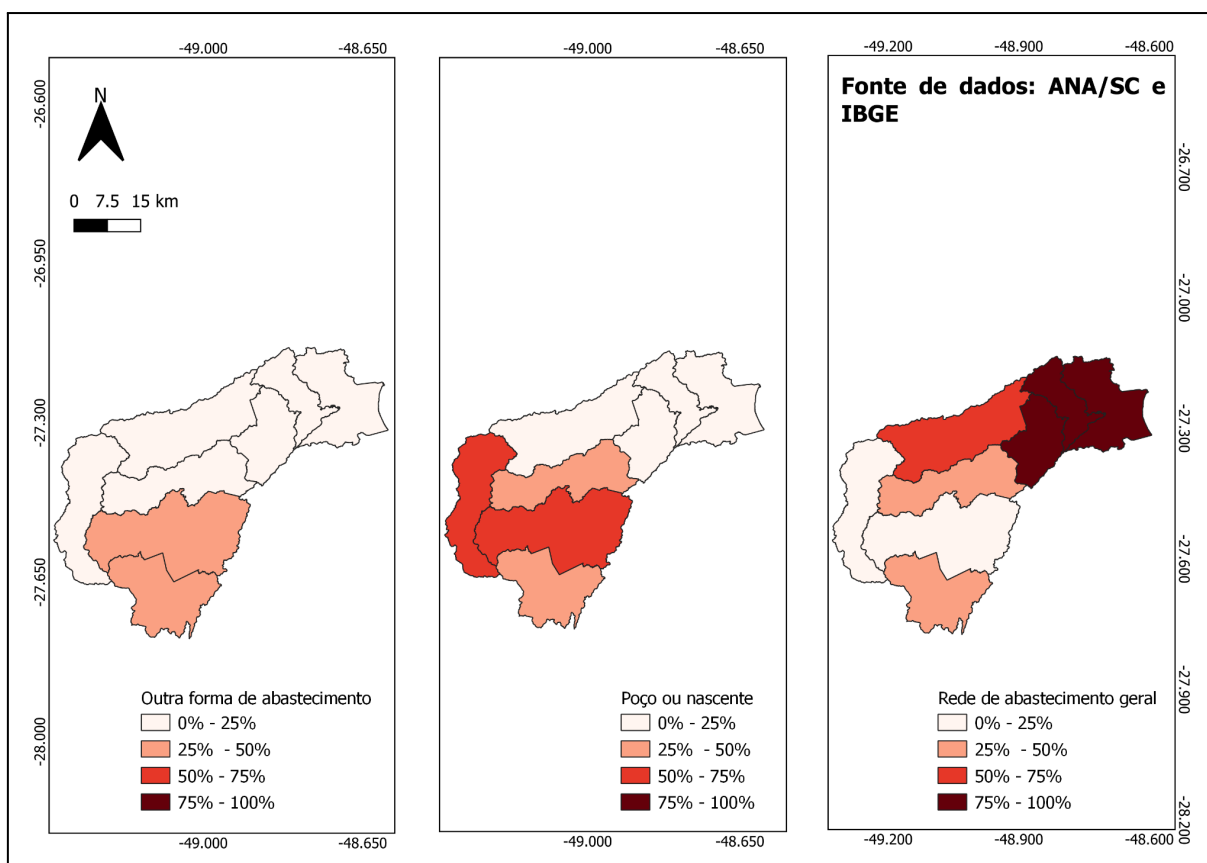 -49.000 -48.650 -49.000 -48.650 -49.200 -48.900 -48.600
-26.600
-26.950
-27.300
-27.650
-28.000
N
0 7.5 15 km
Outra forma de abastecimento
0% - 25%
25% - 50%
50% - 75%
75% - 100%
-49.000 -48.650
Poço ou nascente
0% - 25%
25% - 50%
50% - 75%
75% - 100%
-49.000 -48.650
Fonte de dados: ANA/SC e
IBGE
-26.700
-27.000
-27.300
-27.600
-27.900
-28.200
Rede de abastecimento geral
0% - 25%
25% - 50%
50% - 75%
75% - 100%
-49.200 -48.900 -48.600